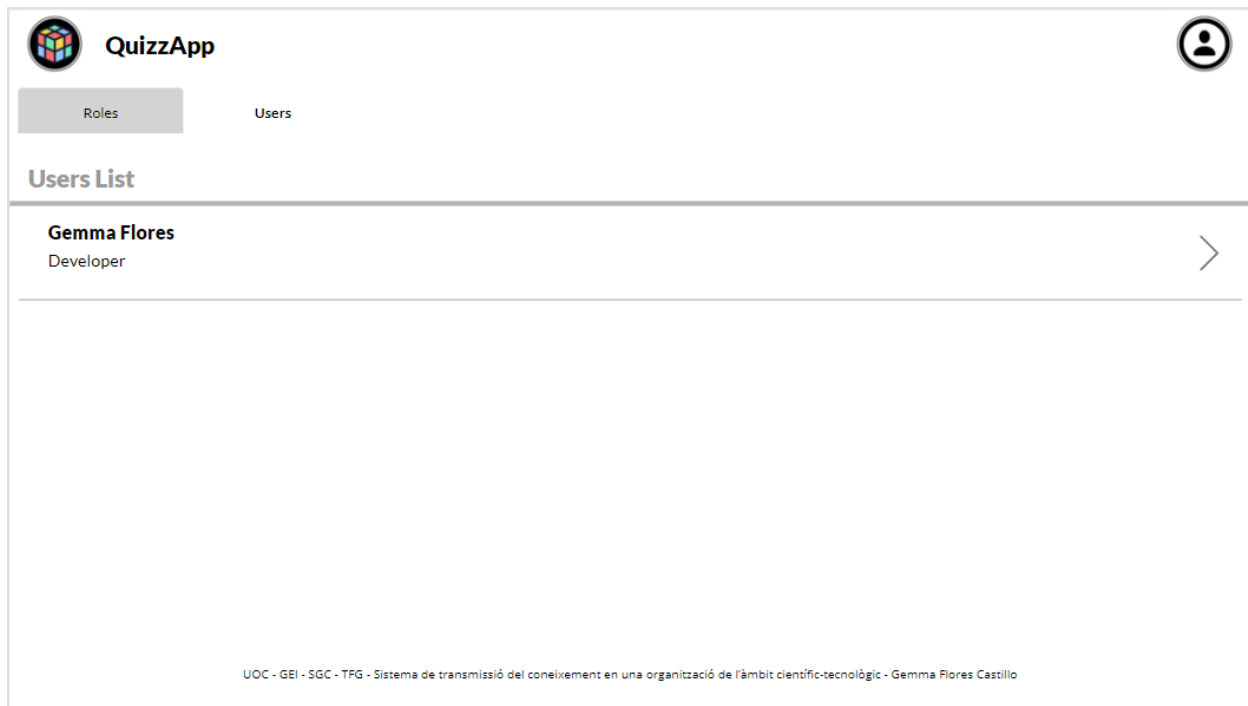 QuizzApp
Roles
Users
Users List
Gemma Flores
Developer
UOC - GEI - SGC - TFG - Sistema de transmissió del coneixement en una organització de l'àmbit científic-tecnològic - Gemma Flores Castillo